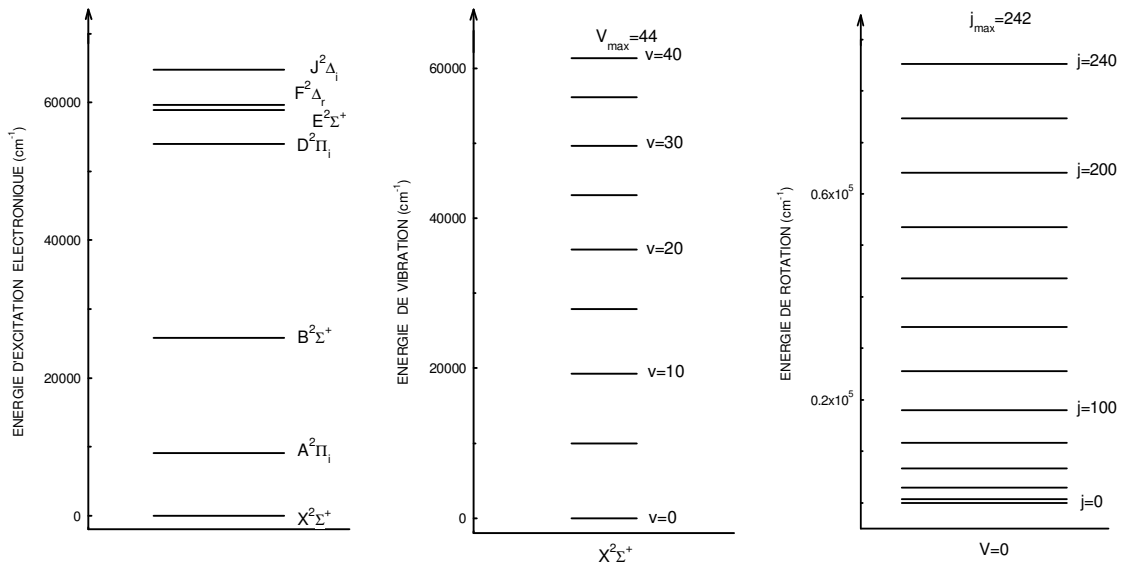 ENERGIE D'EXCITATION ELECTRONIQUE (cm⁻¹)
60000
40000
20000
0
J²Δᵢ
F²Δᵣ
E²Σ⁺
D²Πᵢ
B²Σ⁺
A²Πᵢ
X²Σ⁺
ENERGIE DE VIBRATION (cm⁻¹)
60000
40000
20000
0
Vmax=44
v=40
v=30
v=20
v=10
v=0
X²Σ⁺
ENERGIE DE ROTATION (cm⁻¹)
0.6x10⁵
0.2x10⁵
jmax=242
j=240
j=200
j=100
j=0
V=0